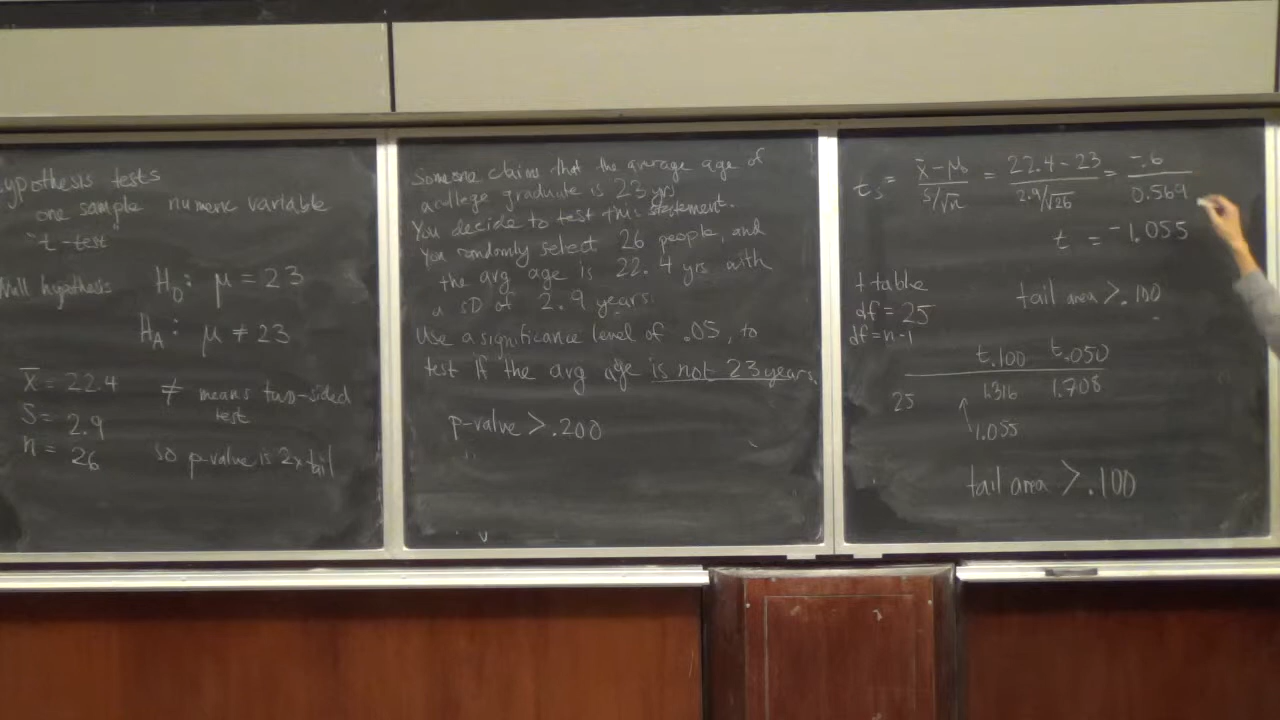 ypothesis tests
one sample numeric variable
"t-test"
Null hypothesis H₀: μ = 23
H_A: μ ≠ 23
x̄ = 22.4
S = 2.9
n = 26
≠ means two-sided
test
so p-value is 2x tail
Someone claims that the average age of
a college graduate is 23 yrs
You decide to test this statement.
You randomly select 26 people, and
the avg age is 22.4 yrs with
a SD of 2.9 years.
Use a significance level of .05, to
test if the avg age is not 23 years.
p-value > .200
t_s = (x̄ - μ₀)/(s/√n) = (22.4 - 23)/(2.9/√26) = -.6/0.569
t = -1.055
t table
df = 25
df = n-1
tail area > .100
t.100 t.050
25 1.316 1.708
1.055
tail area > .100